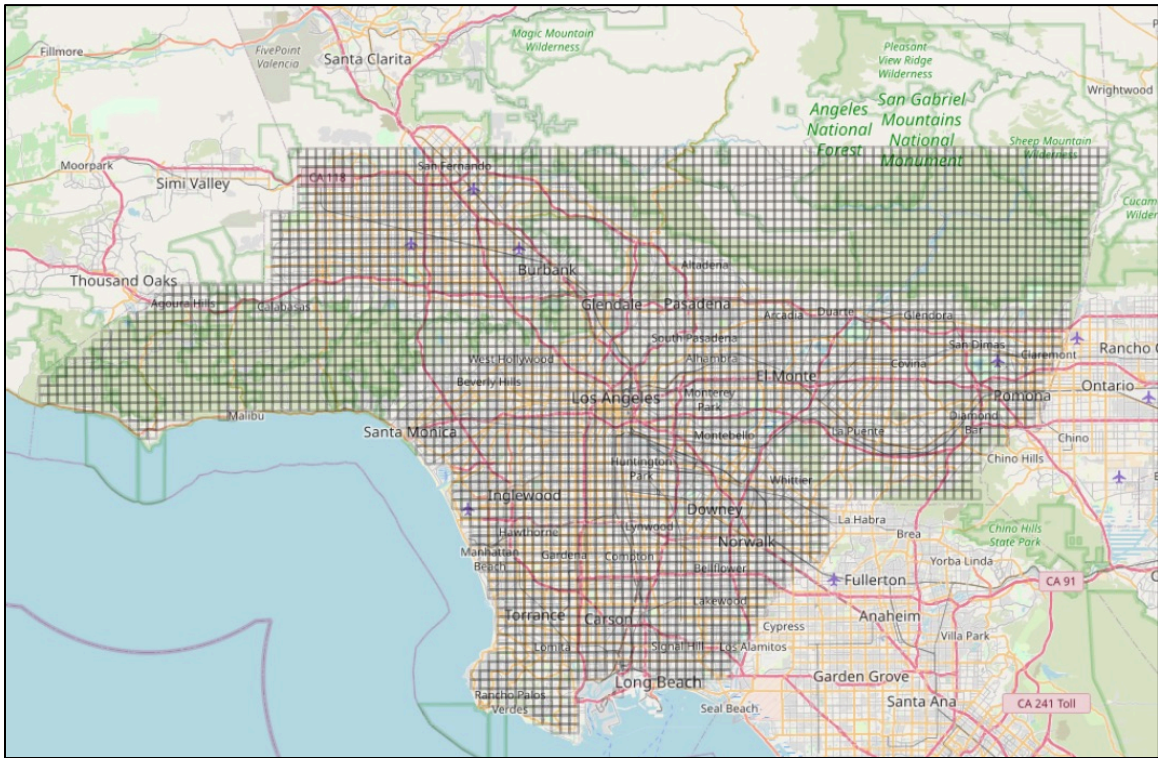 Fillmore
FivePoint
Valencia
Santa Clarita
Magic Mountain
Wilderness
Pleasant
View Ridge
Wilderness
Wrightwood
Angeles
National
Forest
San Gabriel
Mountains
National
Monument
Sheep Mountain
Wilderness
Moorpark
Simi Valley
CA 118
San Fernando
Thousand Oaks
Agoura Hills
Calabasas
Burbank
Altadena
Glendale
Pasadena
Arcadia
Duarte
Glendora
South Pasadena
San Dimas
Claremont
West Hollywood
Alhambra
Covina
Beverly Hills
El Monte
Ontario
Los Angeles
Monterey
Park
Pomona
Malibu
Santa Monica
Montebello
La Puente
Diamond
Bar
Chino
Huntington
Park
Whittier
Chino Hills
Inglewood
Downey
La Habra
Hawthorne
Lynwood
Norwalk
Brea
Chino Hills
State Park
Manhattan
Beach
Gardena
Compton
Bellflower
Yorba Linda
Fullerton
CA 91
Torrance
Carson
Lakewood
Cypress
Anaheim
Villa Park
Lomita
Signal Hill
Los Alamitos
Long Beach
Garden Grove
Rancho Palos
Verdes
Seal Beach
Santa Ana
CA 241 Toll